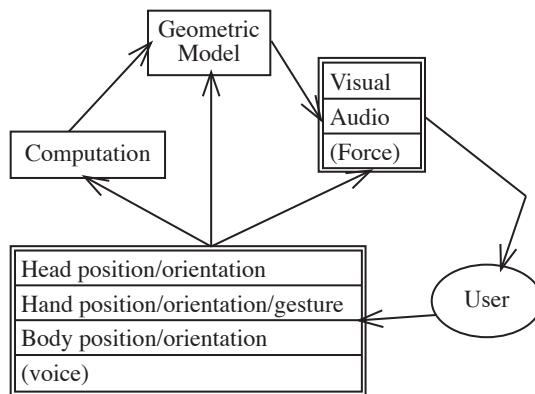 Geometric
Model
Visual
Audio
(Force)
Computation
Head position/orientation
Hand position/orientation/gesture
Body position/orientation
(voice)
User